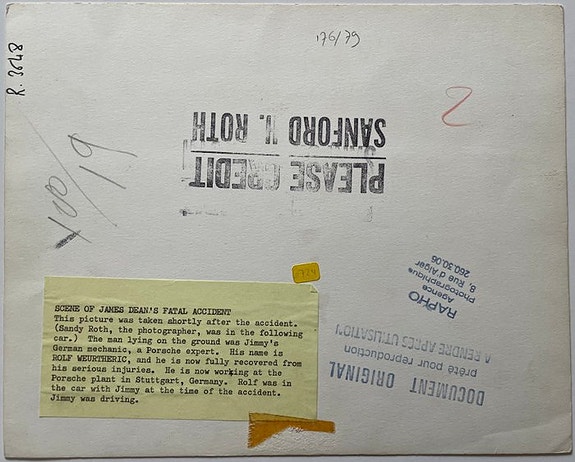 R. 3648
176/79
2
PLEASE CREDIT
SANFORD H. ROTH
19
RAPHO
Agence
Photographique
8, Rue d'Alger
260.30.06
DOCUMENT ORIGINAL
prêté pour reproduction
A RENDRE APRÈS UTILISATION
SCENE OF JAMES DEAN'S FATAL ACCIDENT
This picture was taken shortly after the accident.
(Sandy Roth, the photographer, was in the following
car.) The man lying on the ground was Jimmy's
German mechanic, a Porsche expert. His name is
ROLF WEURTHERIC, and he is now fully recovered from
his serious injuries. He is now working at the
Porsche plant in Stuttgart, Germany. Rolf was in
the car with Jimmy at the time of the accident.
Jimmy was driving.